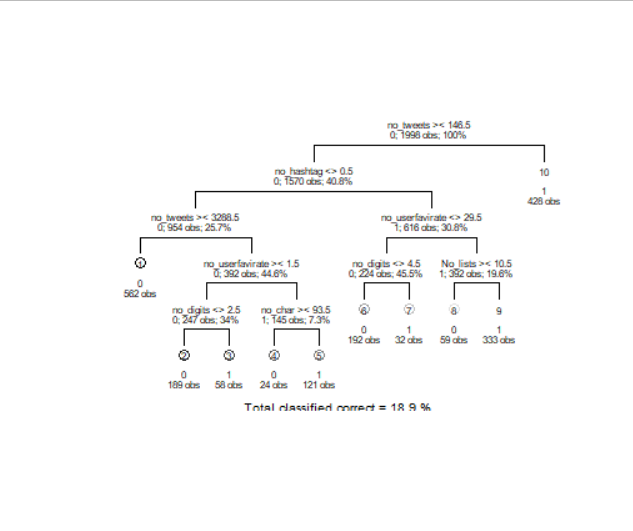 no_tweets >< 146.5
0; 1998 obs; 100%
no_hashtag <> 0.5
0; 1570 obs; 40.8%
10
1
428 obs
no_tweets >< 3288.5
0; 954 obs; 25.7%
no_userfavirate <> 29.5
1; 616 obs; 30.8%
1
0
562 obs
no_userfavirate >< 1.5
0; 392 obs; 44.6%
no_digits <> 4.5
0; 224 obs; 45.5%
No_lists >< 10.5
1; 392 obs; 19.6%
no_digits <> 2.5
0; 247 obs; 34%
no_char >< 93.5
1; 145 obs; 7.3%
6 7 8 9
0 1 0 1
192 obs 32 obs 59 obs 333 obs
2 3 4 5
0 1 0 1
189 obs 58 obs 24 obs 121 obs
Total classified correct = 18.9 %